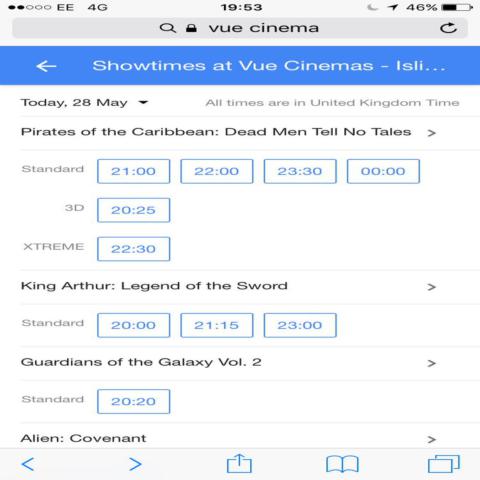 EE 4G 19:53 46%
vue cinema
Showtimes at Vue Cinemas - Isli...
Today, 28 May All times are in United Kingdom Time
Pirates of the Caribbean: Dead Men Tell No Tales
Standard 21:00 22:00 23:30 00:00
3D 20:25
XTREME 22:30
King Arthur: Legend of the Sword
Standard 20:00 21:15 23:00
Guardians of the Galaxy Vol. 2
Standard 20:20
Alien: Covenant